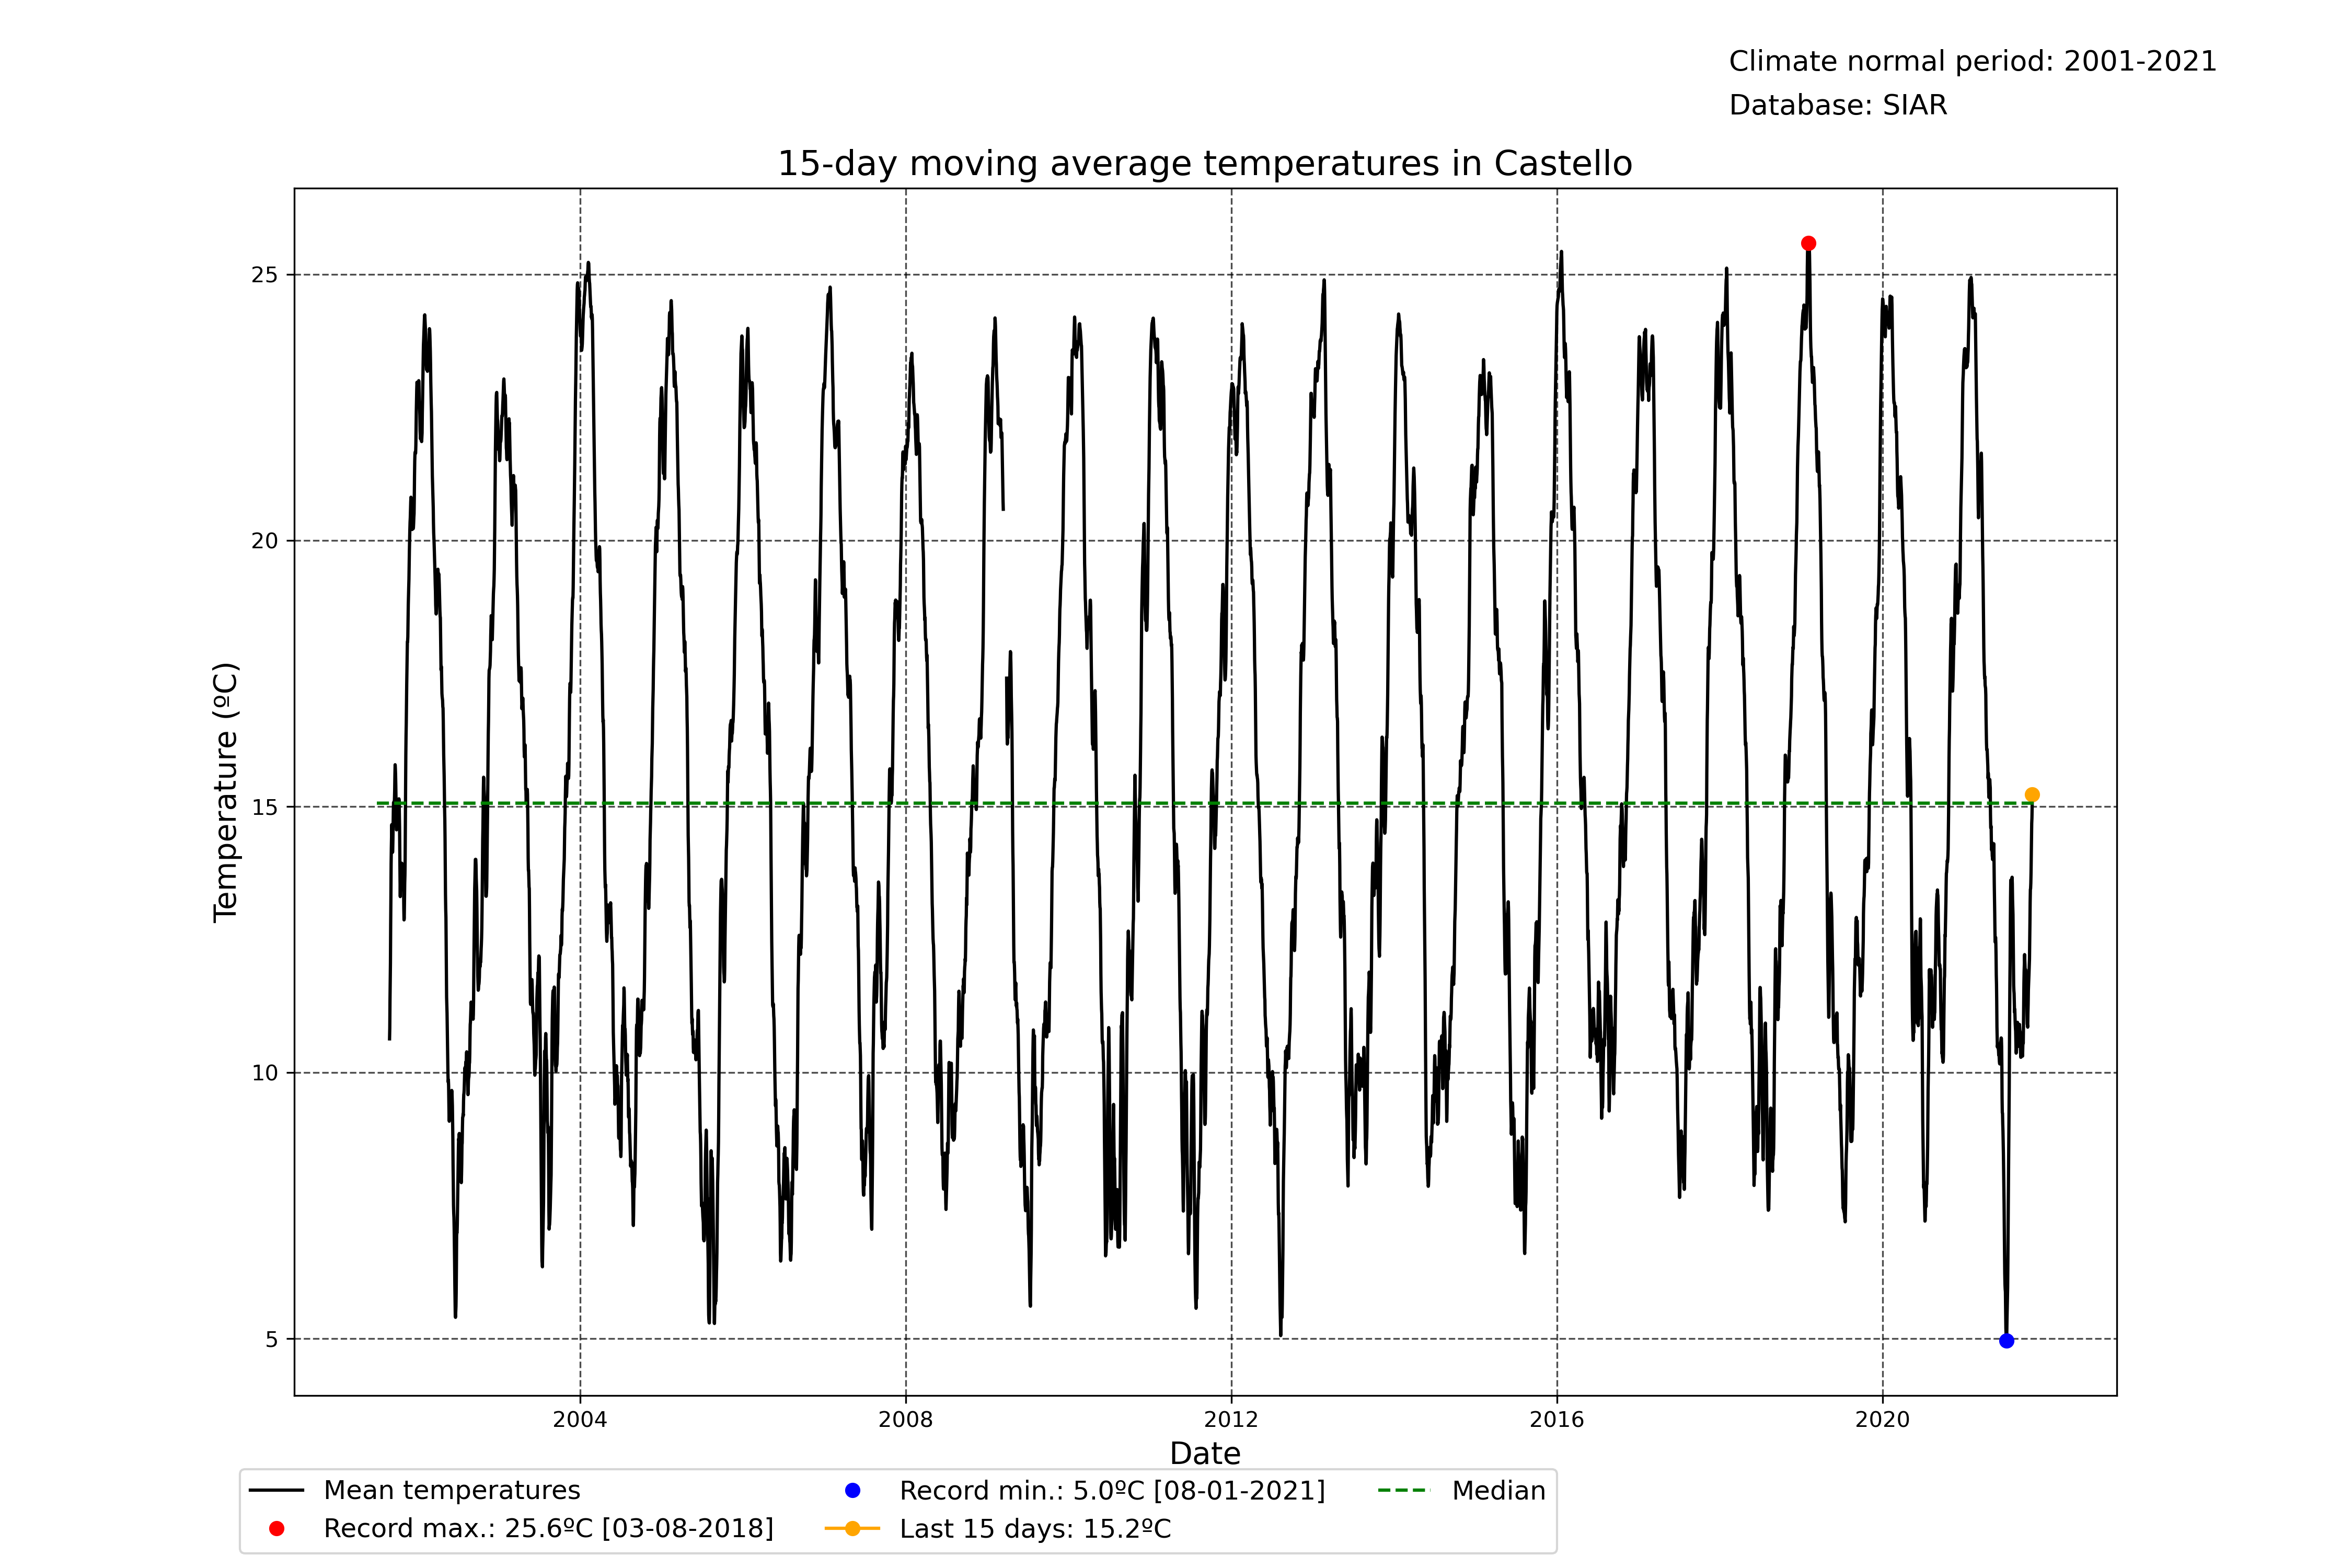 Climate normal period: 2001-2021
Database: SIAR
15-day moving average temperatures in Castello
25
20
15
10
5
Temperature (ºC)
2004 2008 2012 2016 2020
Date
Mean temperatures
Record max.: 25.6ºC [03-08-2018]
Record min.: 5.0ºC [08-01-2021]
Last 15 days: 15.2ºC
Median